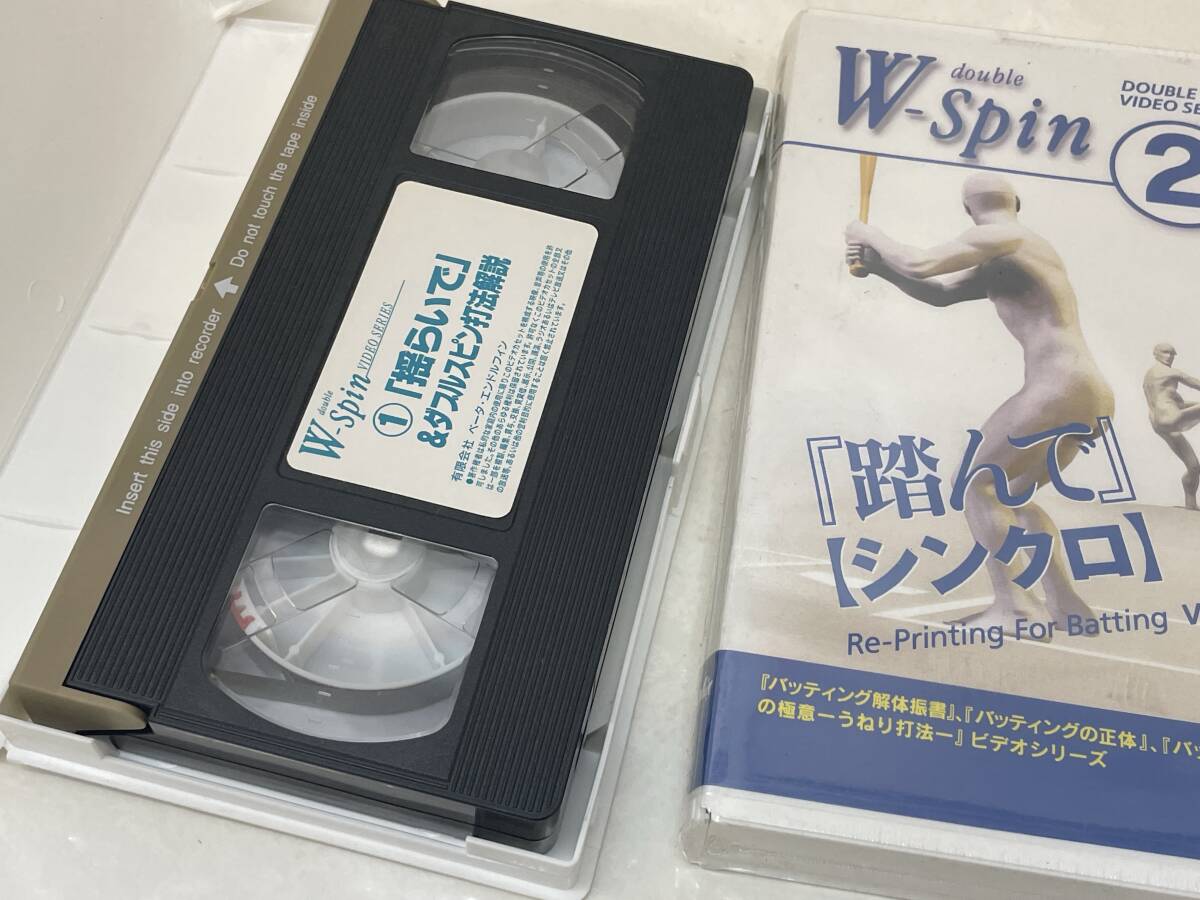 Insert this side into recorder
Do not touch the tape inside
double
W-Spin VIDEO SERIES
①「揺らいで」
&ダブルスピン打法解説
有限会社 ベータ・エンドルフィン
double
W-Spin
DOUBLE
VIDEO SE
2
『踏んで』
【シンクロ】
Re-Printing For Batting V
『バッティング解体振書』、『バッティングの正体』、『バッ
の極意ーうねり打法ー』ビデオシリーズ